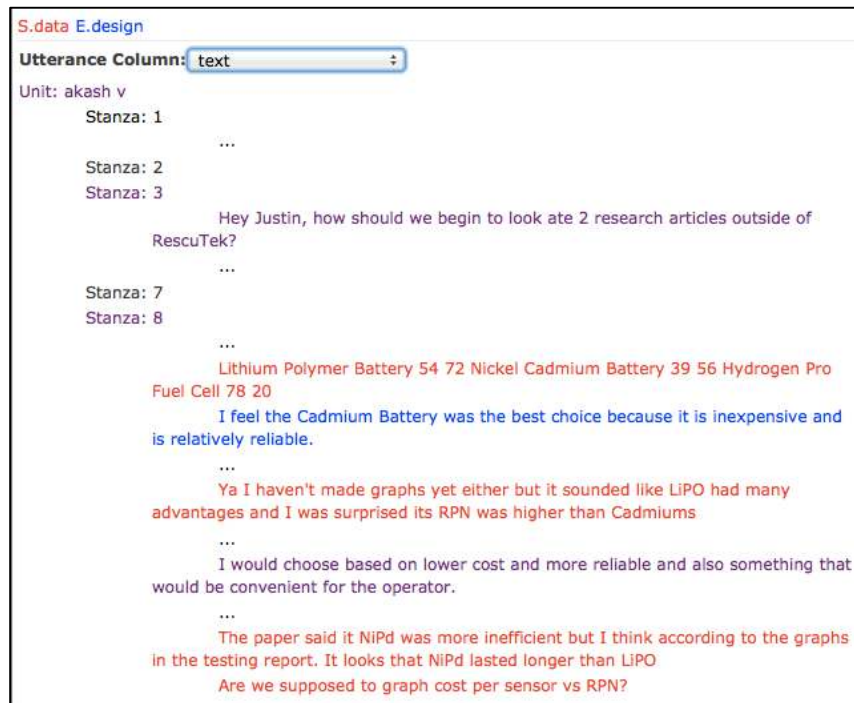 S.data E.design
Utterance Column: text
Unit: akash v
Stanza: 1
...
Stanza: 2
Stanza: 3
Hey Justin, how should we begin to look ate 2 research articles outside of
RescuTek?
...
Stanza: 7
Stanza: 8
...
Lithium Polymer Battery 54 72 Nickel Cadmium Battery 39 56 Hydrogen Pro
Fuel Cell 78 20
I feel the Cadmium Battery was the best choice because it is inexpensive and
is relatively reliable.
...
Ya I haven't made graphs yet either but it sounded like LiPO had many
advantages and I was surprised its RPN was higher than Cadmiums
...
I would choose based on lower cost and more reliable and also something that
would be convenient for the operator.
...
The paper said it NiPd was more inefficient but I think according to the graphs
in the testing report. It looks that NiPd lasted longer than LiPO
Are we supposed to graph cost per sensor vs RPN?